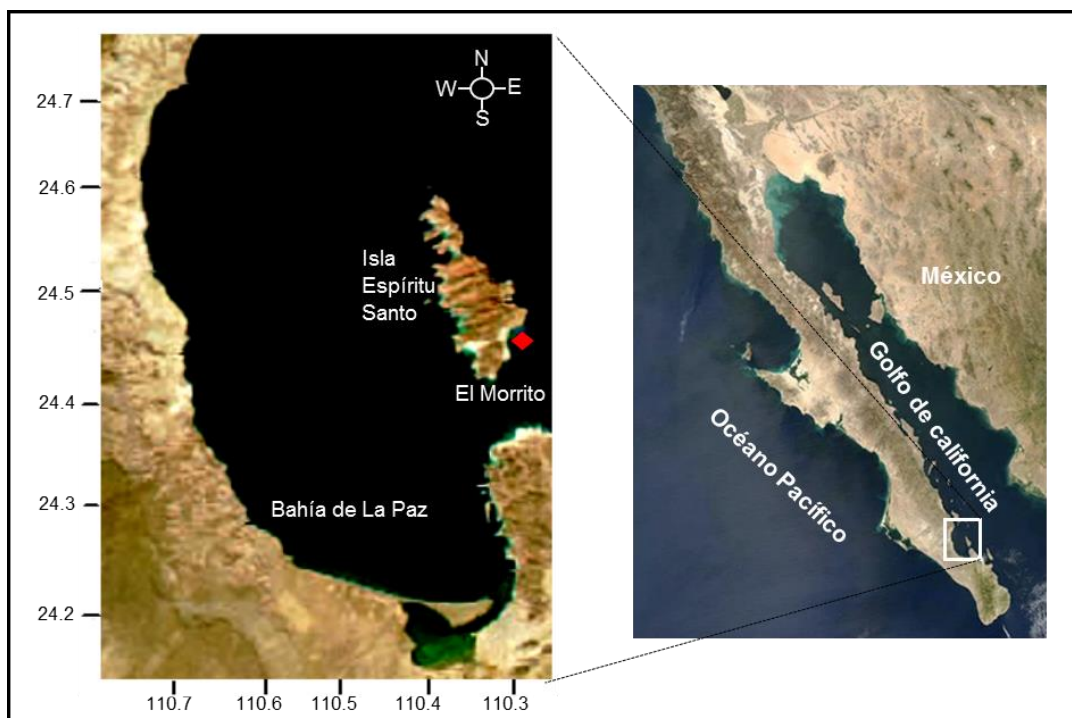 N
W E
S
24.7
24.6
24.5
24.4
24.3
24.2
Isla
Espíritu
Santo
El Morrito
Bahía de La Paz
110.7 110.6 110.5 110.4 110.3
México
Golfo de california
Océano Pacífico